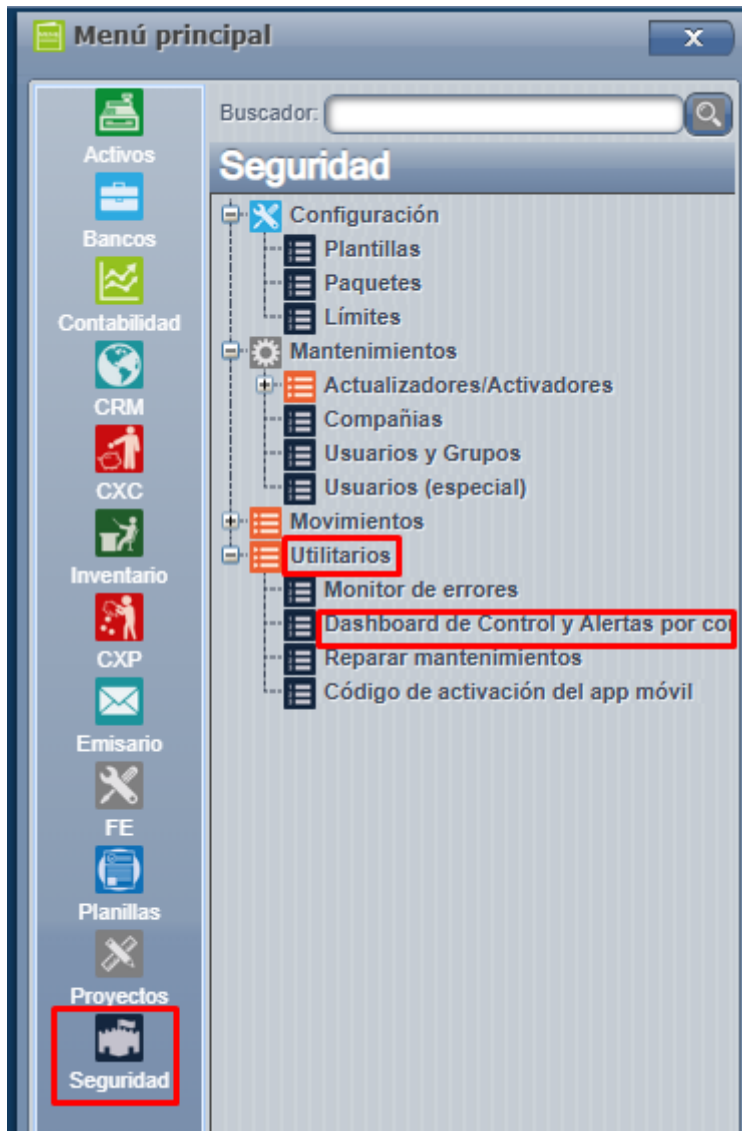 Menú principal
x
Activos
Bancos
Contabilidad
CRM
CXC
Inventario
CXP
Emisario
FE
Planillas
Proyectos
Seguridad
Buscador:
Seguridad
Configuración
Plantillas
Paquetes
Límites
Mantenimientos
Actualizadores/Activadores
Compañias
Usuarios y Grupos
Usuarios (especial)
Movimientos
Utilitarios
Monitor de errores
Dashboard de Control y Alertas por
Reparar mantenimientos
Código de activación del app móvil